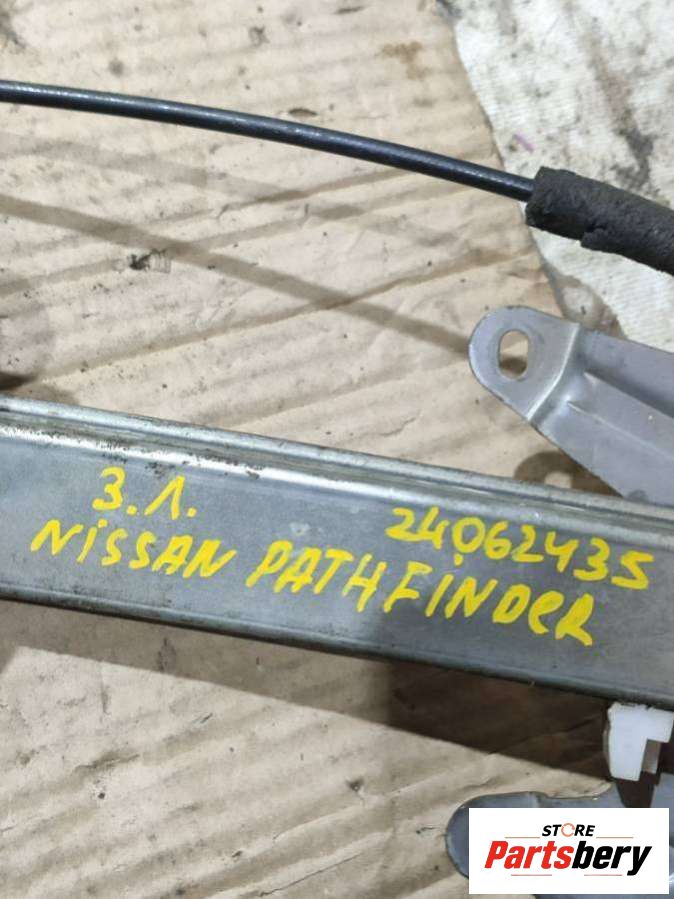 З.Л.
24062435
NISSAN PATHFINDER
STORE
Partsbery